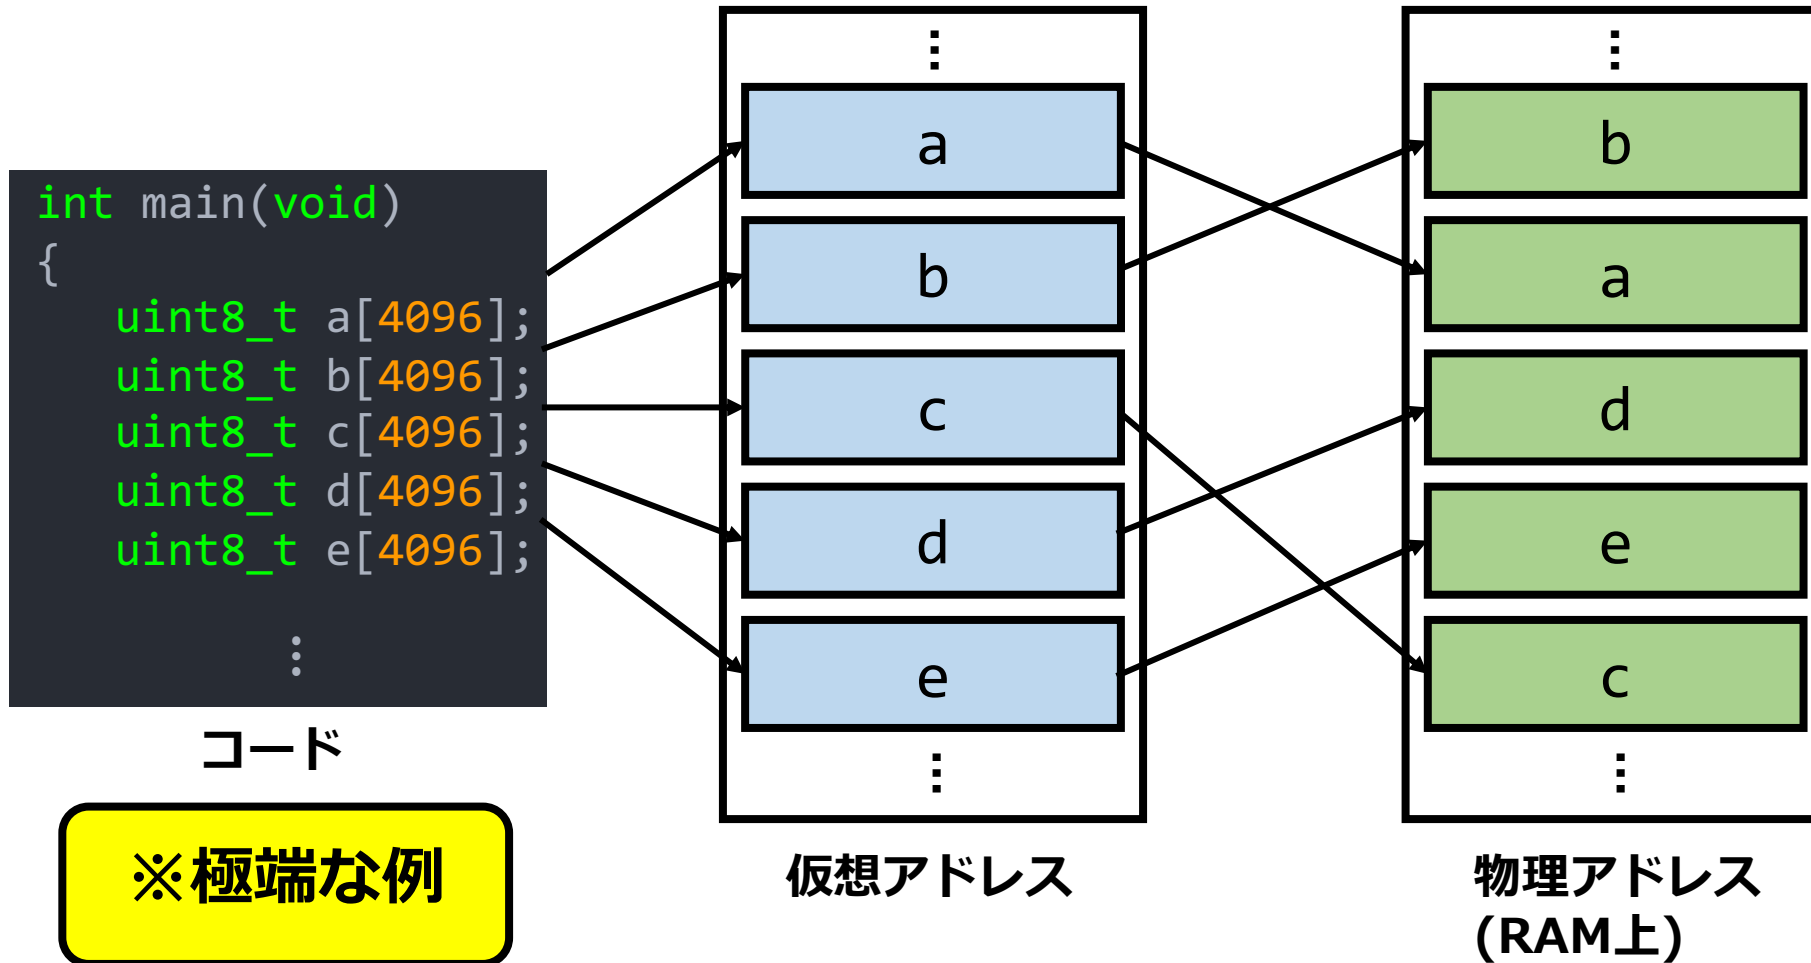 int main(void)
{
uint8_t a[4096];
uint8_t b[4096];
uint8_t c[4096];
uint8_t d[4096];
uint8_t e[4096];
⋮
コード
※極端な例
⋮
a
b
c
d
e
⋮
仮想アドレス
⋮
b
a
d
e
c
⋮
物理アドレス
(RAM上)